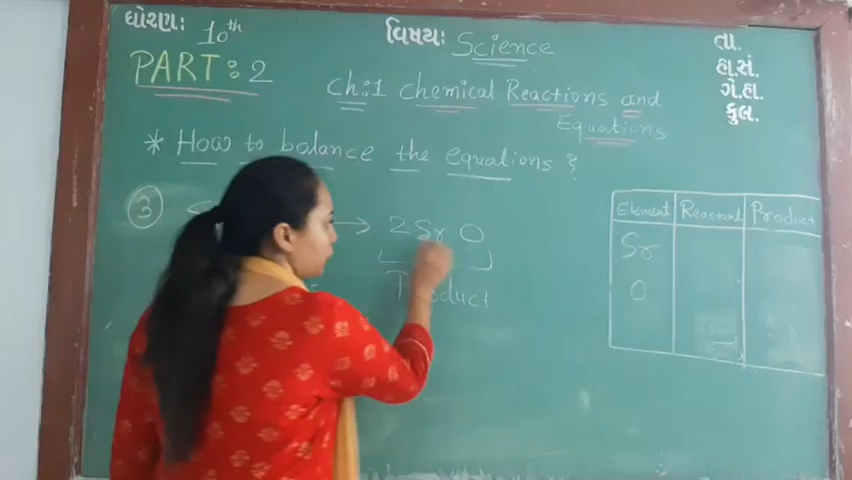 ધોરણ: 10th વિષય: Science તા.
PART: 2 હા.સં.
Ch:1 Chemical Reactions and ગે.હા.
Equations કુલ.
* How to balance the equations ?
3 → 2SrO
Product
Element Reactant Product
Sr
O